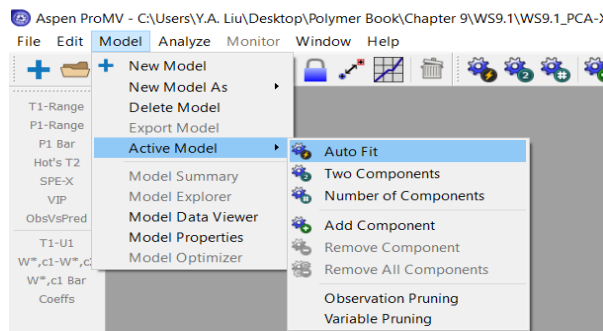 Aspen ProMV - C:\Users\Y.A. Liu\Desktop\Polymer Book\Chapter 9\WS9.1\WS9.1_PCA-X
File Edit Model Analyze Monitor Window Help
New Model
New Model As
Delete Model
Export Model
Active Model
Model Summary
Model Explorer
Model Data Viewer
Model Properties
Model Optimizer
Auto Fit
Two Components
Number of Components
Add Component
Remove Component
Remove All Components
Observation Pruning
Variable Pruning
T1-Range
P1-Range
P1 Bar
Hot's T2
SPE-X
VIP
ObsVsPred
T1-U1
W*,c1-W*,c
W*,c1 Bar
Coeffs